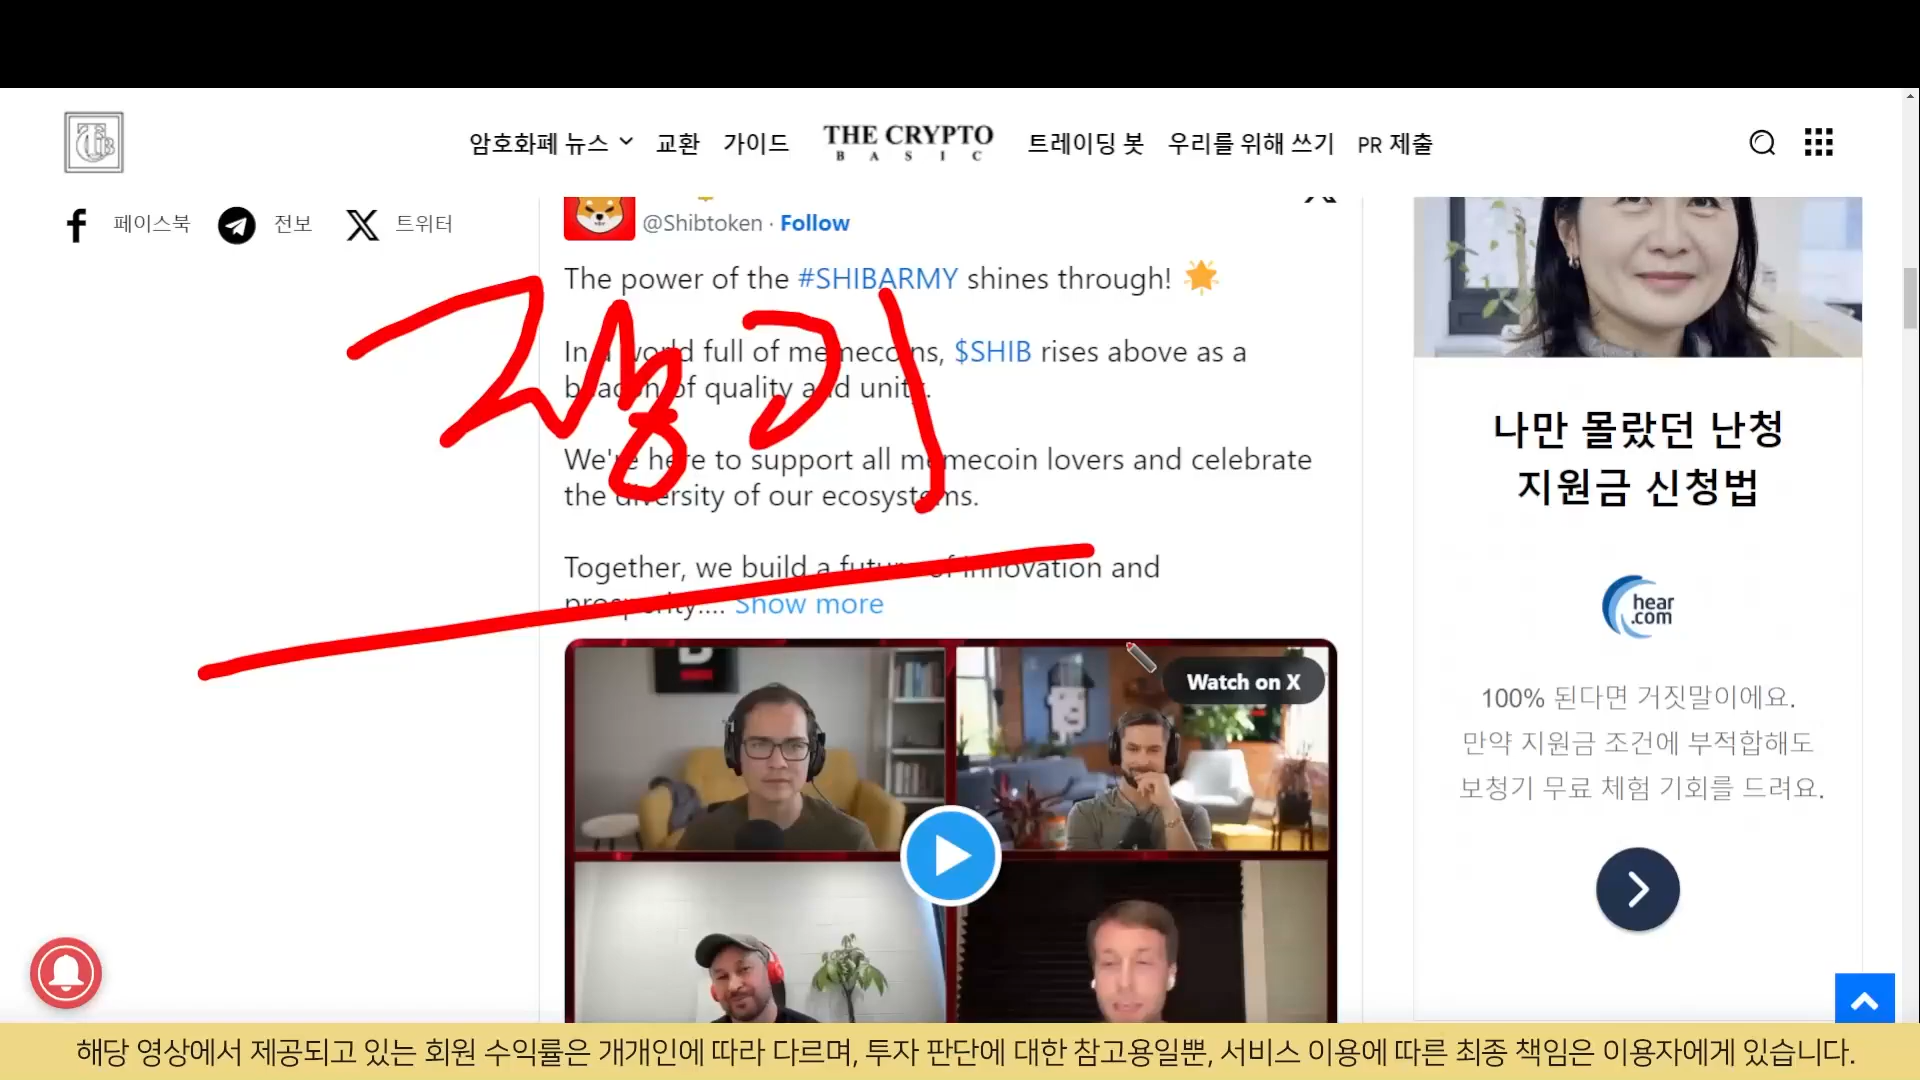 암호화폐 뉴스 교환 가이드 THE CRYPTO BASIC 트레이딩 봇 우리를 위해 쓰기 PR 제출
페이스북 전보 트위터
@Shibtoken · Follow
The power of the #SHIBARMY shines through!
In a world full of memecoins, $SHIB rises above as a
beacon of quality and unity.
We're here to support all memecoin lovers and celebrate
the diversity of our ecosystems.
Together, we build a future of innovation and
prosperity.... Show more
Watch on X
나만 몰랐던 난청
지원금 신청법
hear
.com
100% 된다면 거짓말이에요.
만약 지원금 조건에 부적합해도
보청기 무료 체험 기회를 드려요.
해당 영상에서 제공되고 있는 회원 수익률은 개개인에 따라 다르며, 투자 판단에 대한 참고용일뿐, 서비스 이용에 따른 최종 책임은 이용자에게 있습니다.